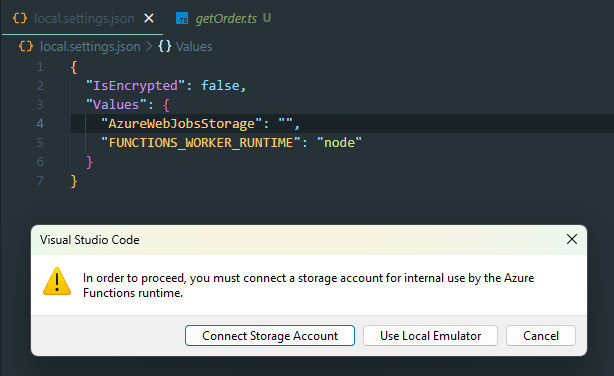 local.settings.json
TS getOrder.ts U
{} local.settings.json > {} Values
1 {
2 "IsEncrypted": false,
3 "Values": {
4 "AzureWebJobsStorage": "",
5 "FUNCTIONS_WORKER_RUNTIME": "node"
6 }
7 }
Visual Studio Code
In order to proceed, you must connect a storage account for internal use by the Azure
Functions runtime.
Connect Storage Account
Use Local Emulator
Cancel